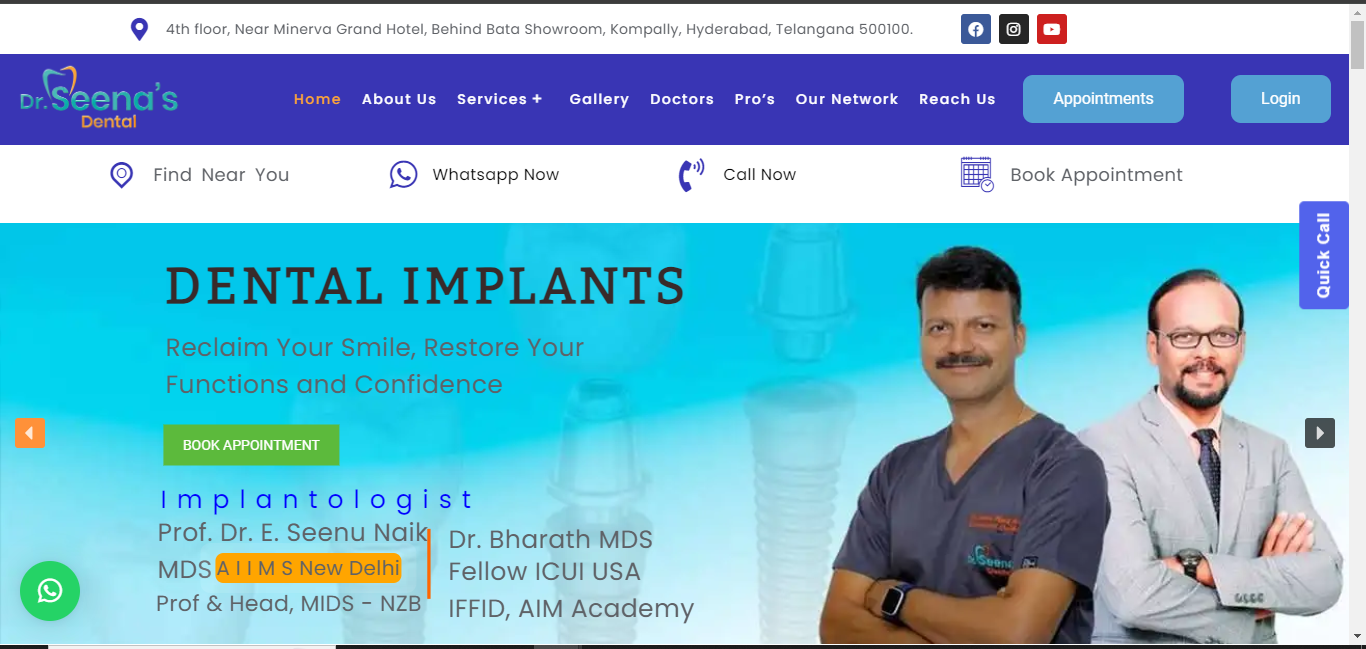 4th floor, Near Minerva Grand Hotel, Behind Bata Showroom, Kompally, Hyderabad, Telangana 500100.
Dr. Seena's
Dental
Home About Us Services + Gallery Doctors Pro's Our Network Reach Us Appointments Login
Find Near You Whatsapp Now Call Now Book Appointment
Quick Call
DENTAL IMPLANTS
Reclaim Your Smile, Restore Your
Functions and Confidence
BOOK APPOINTMENT
Implantologist
Prof. Dr. E. Seenu Naik
MDS A I I M S New Delhi
Prof & Head, MIDS - NZB
Dr. Bharath MDS
Fellow ICUI USA
IFFID, AIM Academy
Dr. Seena